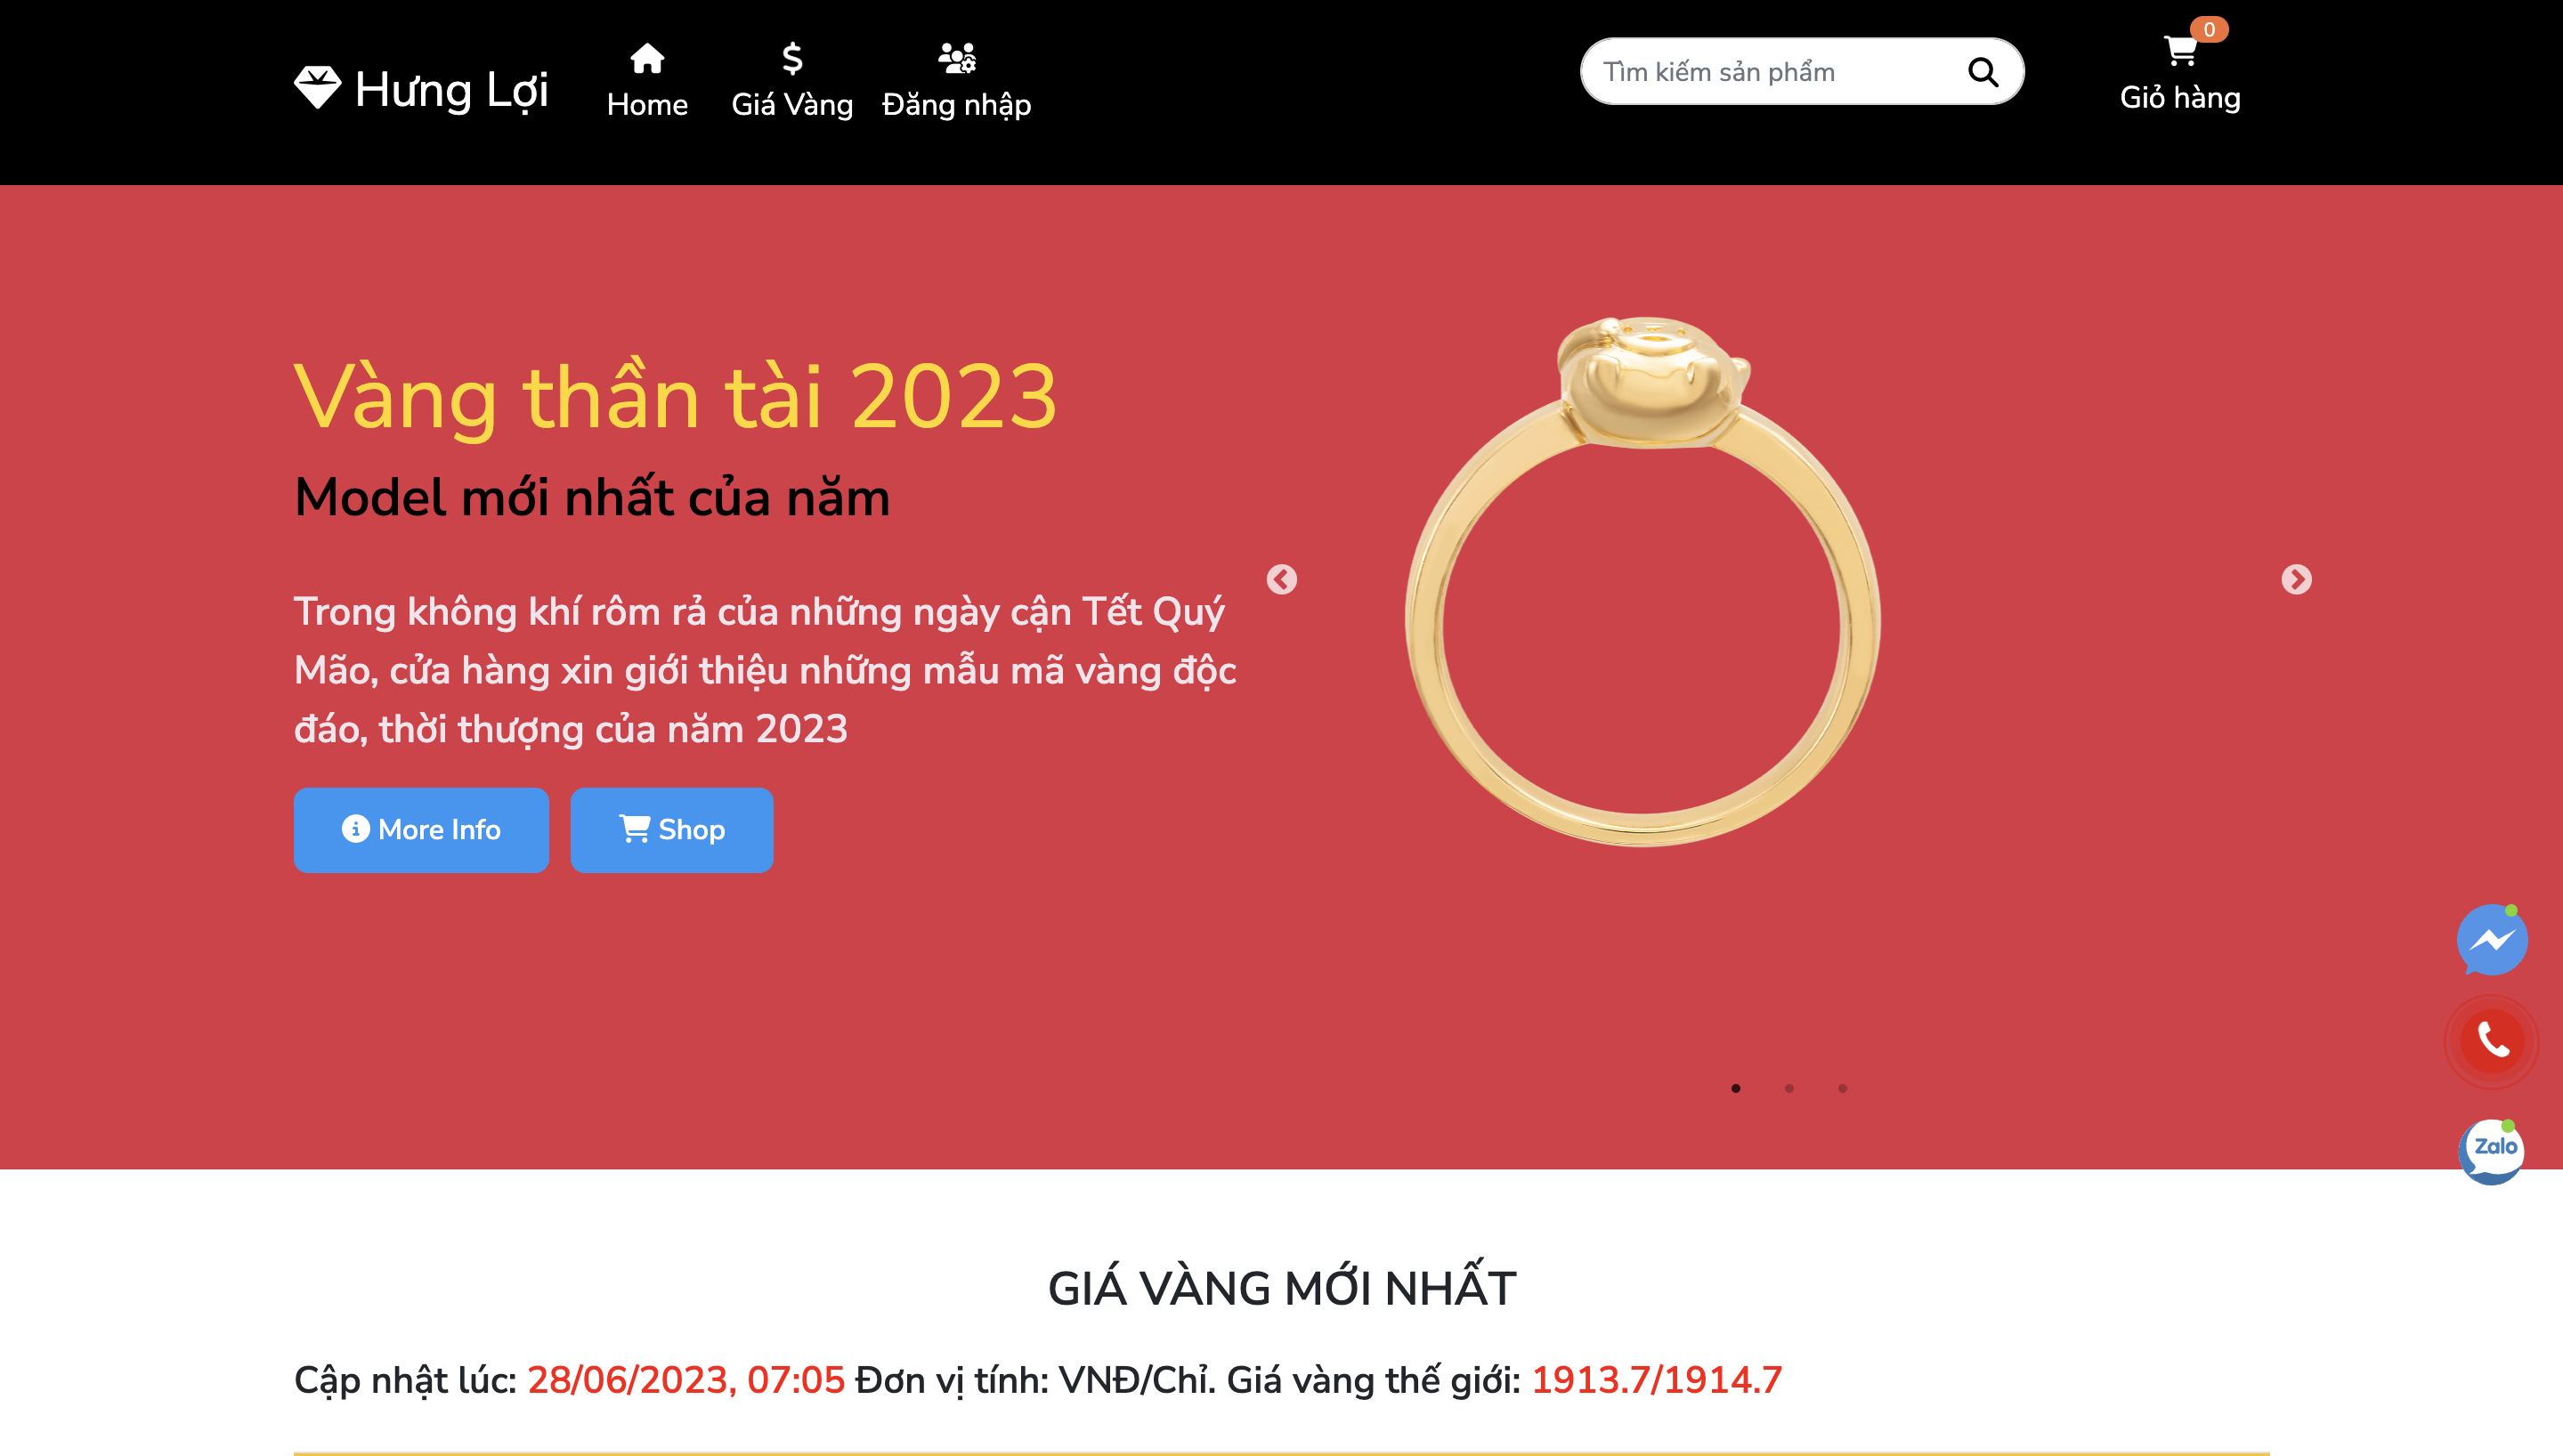 Hưng Lợi
Home
Giá Vàng
Đăng nhập
Tìm kiếm sản phẩm
0
Giỏ hàng
Vàng thần tài 2023
Model mới nhất của năm
Trong không khí rôm rả của những ngày cận Tết Quý
Mão, cửa hàng xin giới thiệu những mẫu mã vàng độc
đáo, thời thượng của năm 2023
More Info
Shop
Zalo
GIÁ VÀNG MỚI NHẤT
Cập nhật lúc: 28/06/2023, 07:05 Đơn vị tính: VNĐ/Chỉ. Giá vàng thế giới: 1913.7/1914.7